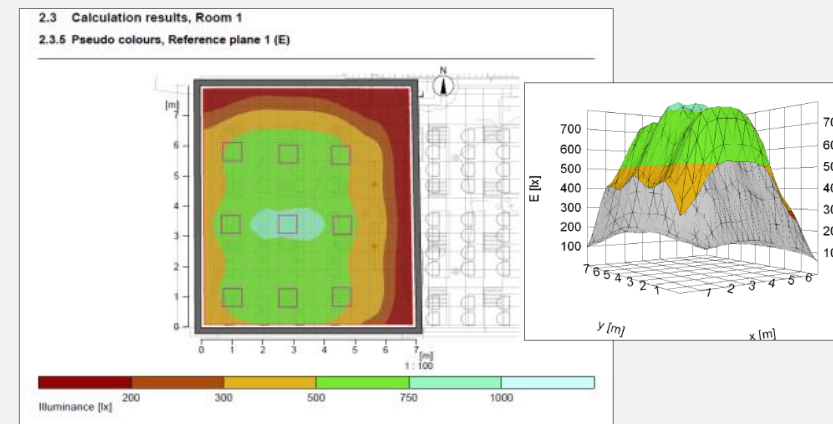 2.3 Calculation results, Room 1
2.3.5 Pseudo colours, Reference plane 1 (E)
N
[m]
7
6
5
4
3
2
1
0
0 1 2 3 4 5 6 7
[m]
1 : 100
200 300 500 750 1000
Illuminance [lx]
E [lx]
700
600
500
400
300
200
100
7 6 5 4 3 2 1
y [m]
1 2 3 4 5 6
x [m]